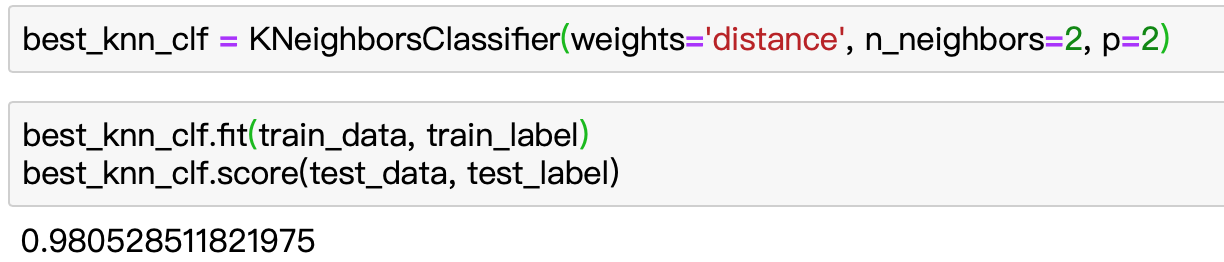 best_knn_clf = KNeighborsClassifier(weights='distance', n_neighbors=2, p=2)
best_knn_clf.fit(train_data, train_label)
best_knn_clf.score(test_data, test_label)
0.980528511821975